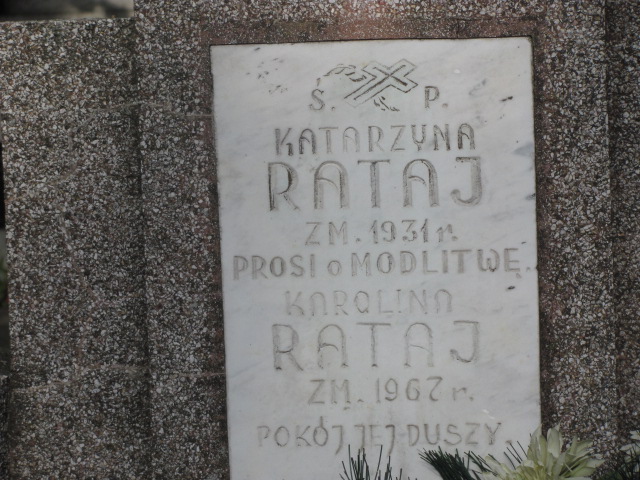 Ś. P.
KATARZYNA
RATAJ
ZM. 1931 r.
PROSI o MODLITWĘ.
KAROLINA
RATAJ
ZM. 1967 r.
POKÓJ JEJ DUSZY